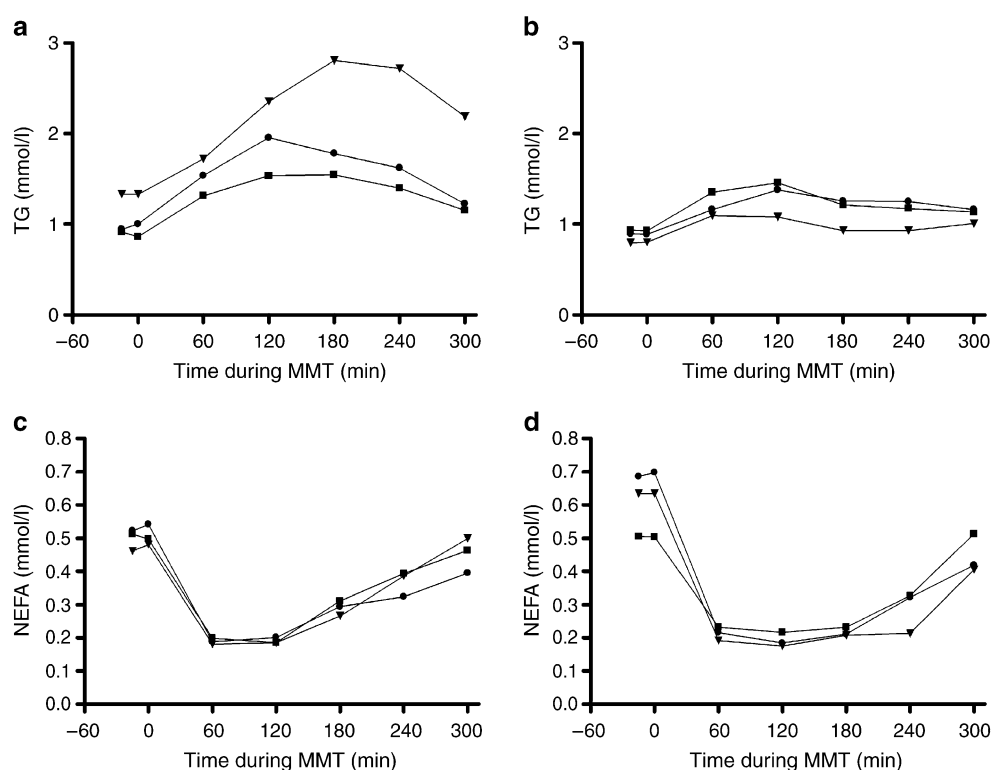 a
TG (mmol/l)
3
2
1
0
–60 0 60 120 180 240 300
Time during MMT (min)
b
TG (mmol/l)
3
2
1
0
–60 0 60 120 180 240 300
Time during MMT (min)
c
NEFA (mmol/l)
0.8
0.7
0.6
0.5
0.4
0.3
0.2
0.1
0.0
–60 0 60 120 180 240 300
Time during MMT (min)
d
NEFA (mmol/l)
0.8
0.7
0.6
0.5
0.4
0.3
0.2
0.1
0.0
–60 0 60 120 180 240 300
Time during MMT (min)